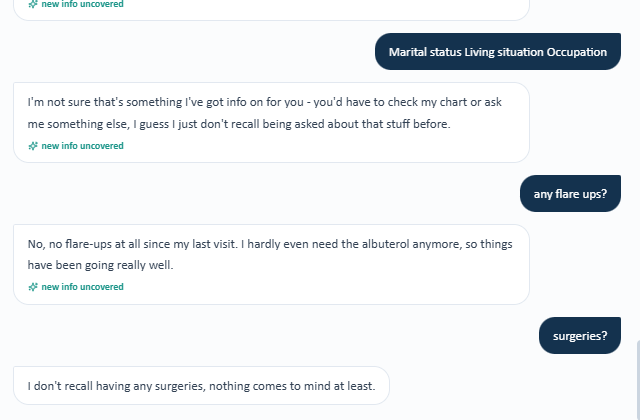 new info uncovered
Marital status Living situation Occupation
I'm not sure that's something I've got info on for you - you'd have to check my chart or ask
me something else, I guess I just don't recall being asked about that stuff before.
new info uncovered
any flare ups?
No, no flare-ups at all since my last visit. I hardly even need the albuterol anymore, so things
have been going really well.
new info uncovered
surgeries?
I don't recall having any surgeries, nothing comes to mind at least.